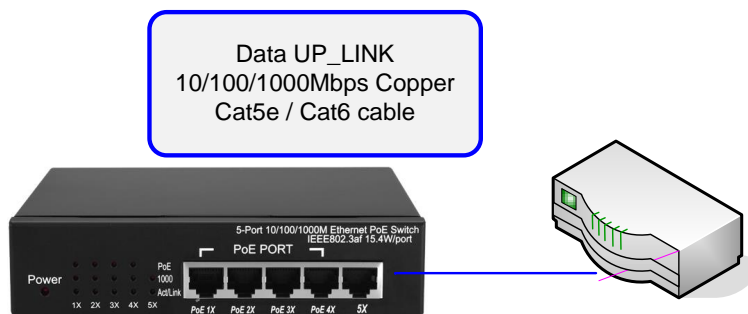 Data UP_LINK
10/100/1000Mbps Copper
Cat5e / Cat6 cable
5-Port 10/100/1000M Ethernet PoE Switch
IEEE802.3af 15.4W/port
PoE PORT
PoE
1000
Act/Link
Power
1X 2X 3X 4X 5X
PoE 1X PoE 2X PoE 3X PoE 4X 5X